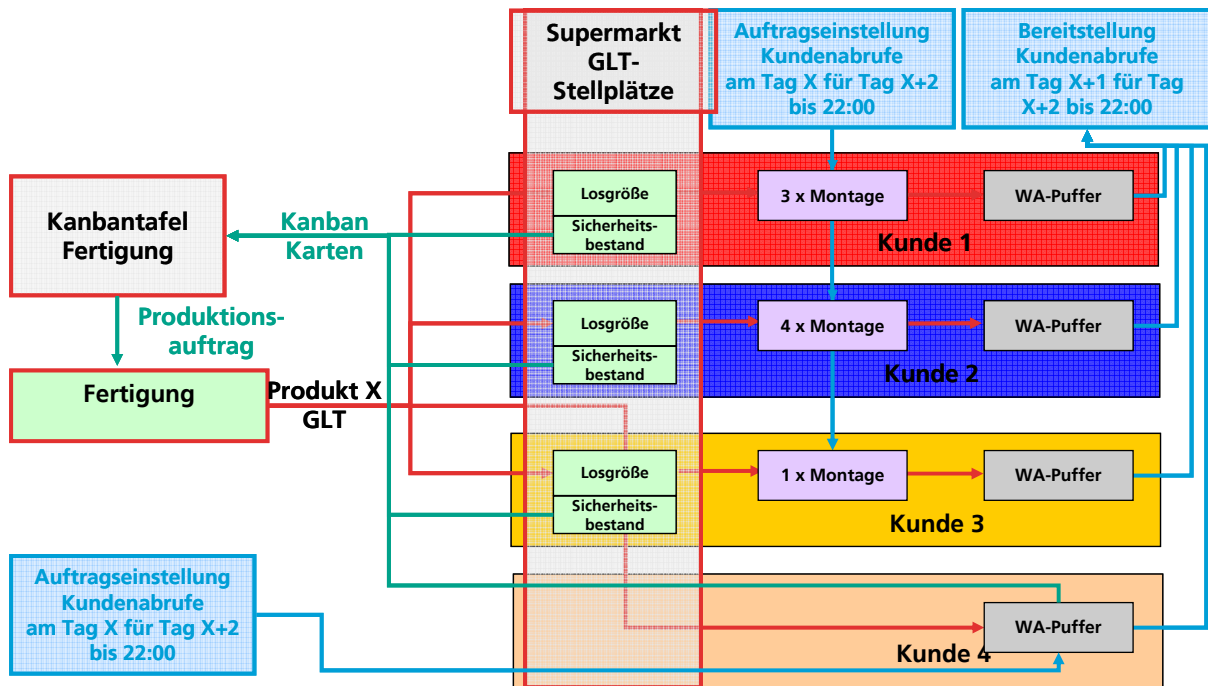 Supermarkt
GLT-
Stellplätze
Auftragseinstellung
Kundenabrufe
am Tag X für Tag X+2
bis 22:00
Bereitstellung
Kundenabrufe
am Tag X+1 für Tag
X+2 bis 22:00
Kanbantafel
Fertigung
Kanban
Karten
Losgröße
Sicherheits-
bestand
3 x Montage
WA-Puffer
Kunde 1
Produktions-
auftrag
Losgröße
Sicherheits-
bestand
4 x Montage
WA-Puffer
Kunde 2
Fertigung
Produkt X
GLT
Losgröße
Sicherheits-
bestand
1 x Montage
WA-Puffer
Kunde 3
Auftragseinstellung
Kundenabrufe
am Tag X für Tag X+2
bis 22:00
WA-Puffer
Kunde 4